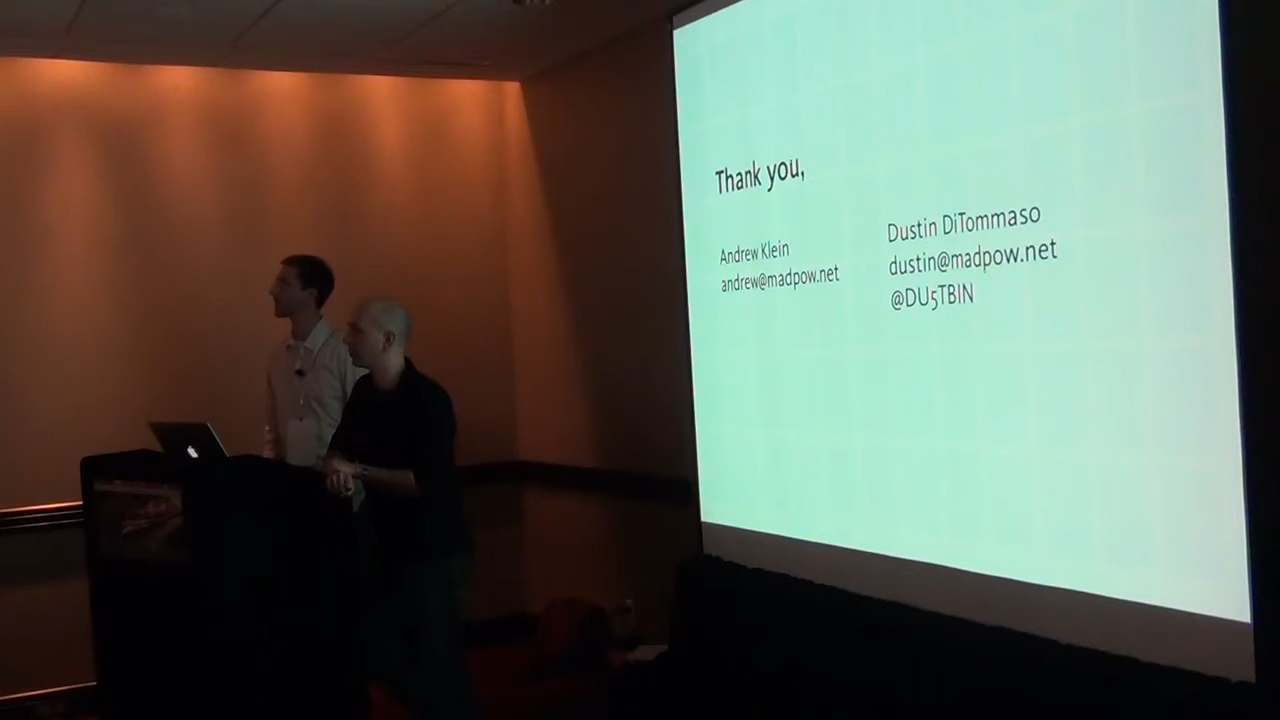 Thank you,
Andrew Klein
andrew@madpow.net
Dustin DiTommaso
dustin@madpow.net
@DU5TBIN